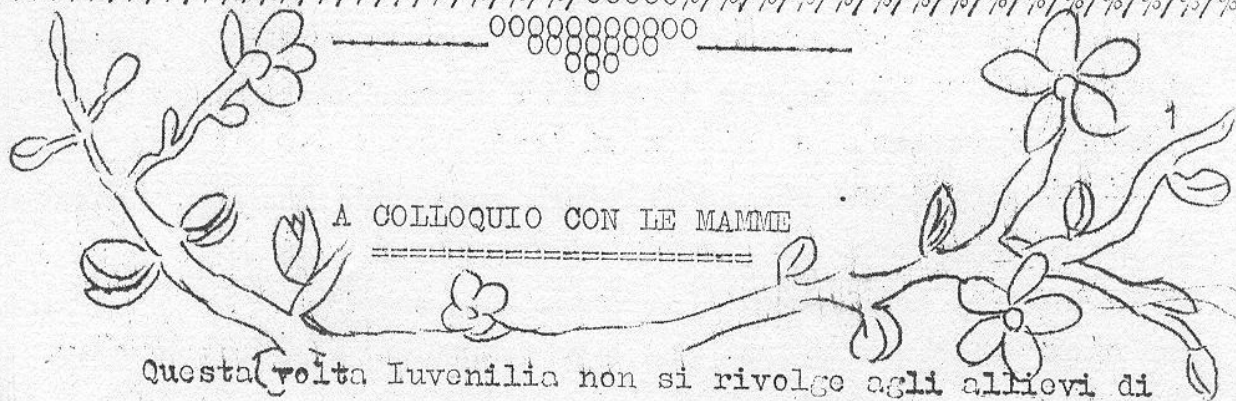 A COLLOQUIO CON LE MAMME
Questa volta Iuvenilia non si rivolge agli allievi di